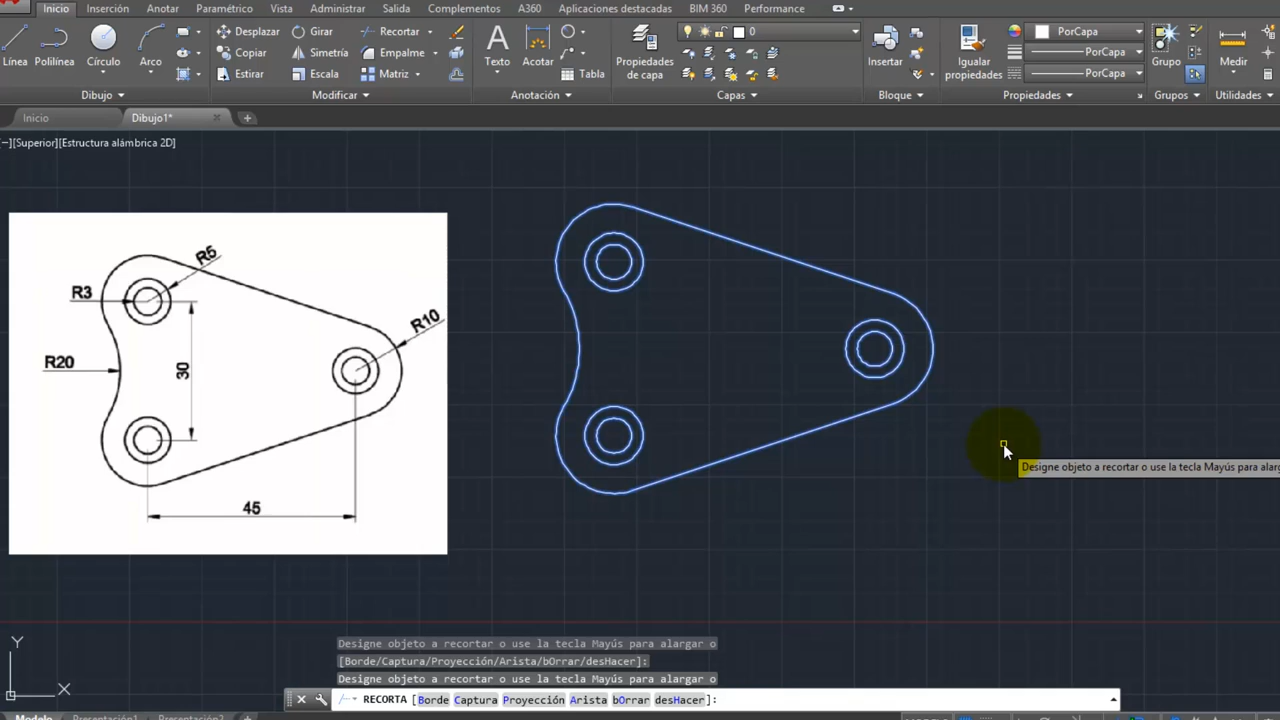 Inicio Inserción Anotar Paramétrico Vista Administrar Salida Complementos A360 Aplicaciones destacadas BIM 360 Performance
Desplazar Girar Recortar 0 PorCapa
Copiar Simetría Empalme PorCapa
Línea Polilínea Círculo Arco Texto Acotar Propiedades de capa Insertar Igualar propiedades Grupo Medir
Estirar Escala Matriz Tabla PorCapa
Dibujo Modificar Anotación Capas Bloque Propiedades Grupos Utilidades
Inicio Dibujo1*
[−][Superior][Estructura alámbrica 2D]
R5
R3
R10
R20
30
45
Designe objeto a recortar o use la tecla Mayús para alarg
Y
X
Designe objeto a recortar o use la tecla Mayús para alargar o
[Borde/Captura/Proyección/Arista/bOrrar/desHacer]:
Designe objeto a recortar o use la tecla Mayús para alargar o
RECORTA [Borde Captura Proyección Arista bOrrar desHacer]:
Modelo Presentación1 Presentación2